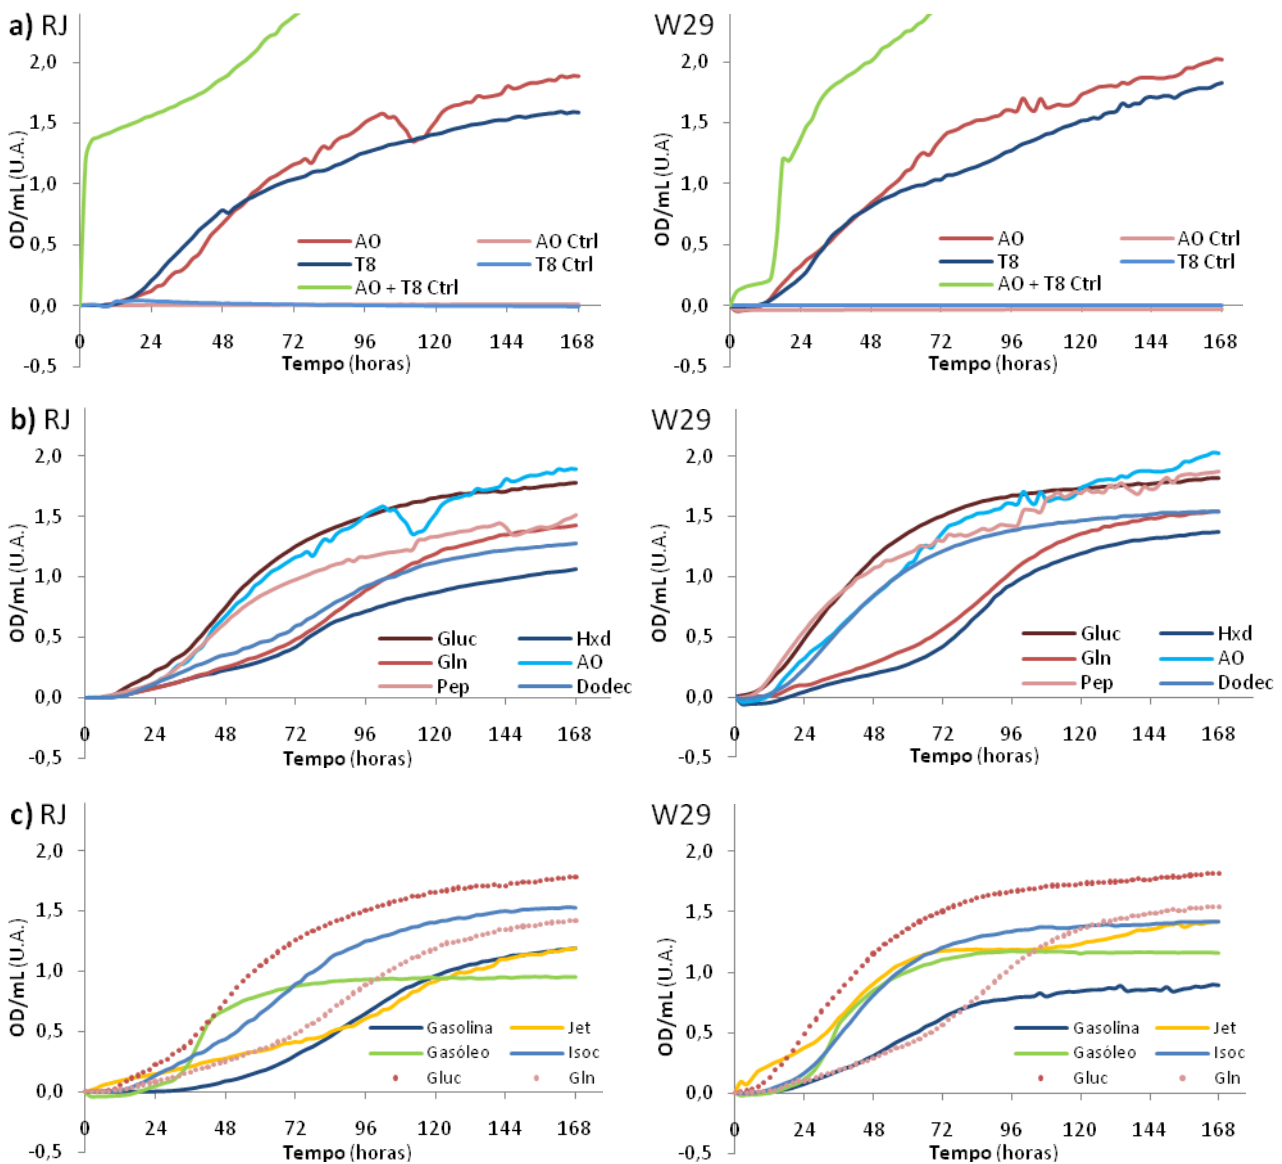 a) RJ
2,0
1,5
1,0
0,5
0,0
-0,5
OD/mL (U.A.)
AO
AO Ctrl
T8
T8 Ctrl
AO + T8 Ctrl
24
48
72
96
120
144
168
Tempo (horas)
W29
2,0
1,5
1,0
0,5
0,0
-0,5
OD/mL (U.A)
AO
AO Ctrl
T8
T8 Ctrl
AO + T8 Ctrl
0
24
48
72
96
120
144
168
Tempo (horas)
b) RJ
2,0
1,5
1,0
0,5
0,0
-0,5
OD/mL (U.A.)
Gluc
Hxd
Gln
AO
Pep
Dodec
0
24
48
72
96
120
144
168
Tempo (horas)
W29
2,0
1,5
1,0
0,5
0,0
-0,5
OD/mL (U.A.)
Gluc
Hxd
Gln
AO
Pep
Dodec
0
24
48
72
96
120
144
168
Tempo (horas)
c) RJ
2,0
1,5
1,0
0,5
0,0
-0,5
OD/mL (U.A.)
Gasolina
Jet
Gasóleo
Isoc
Gluc
Gln
0
24
48
72
96
120
144
168
Tempo (horas)
W29
2,0
1,5
1,0
0,5
0,0
-0,5
OD/mL (U.A.)
Gasolina
Jet
Gasóleo
Isoc
Gluc
Gln
0
24
48
72
96
120
144
168
Tempo (horas)